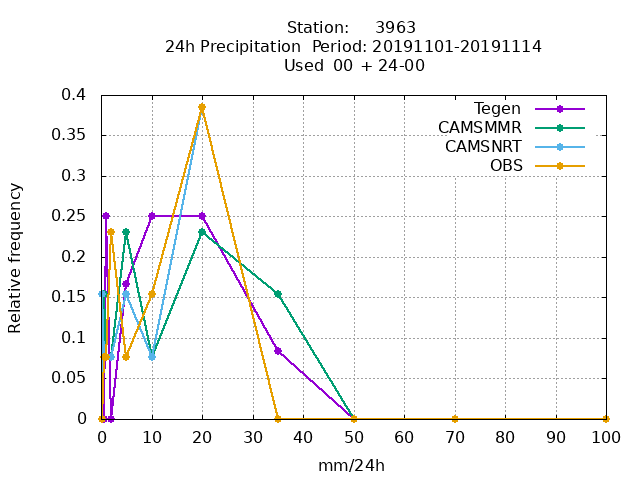 Station: 3963
24h Precipitation Period: 20191101-20191114
Used 00 + 24-00
0.4
0.35
0.3
0.25
0.2
0.15
0.1
0.05
0
Relative frequency
Tegen
CAMSMMR
CAMSNRT
OBS
0 10 20 30 40 50 60 70 80 90 100
mm/24h